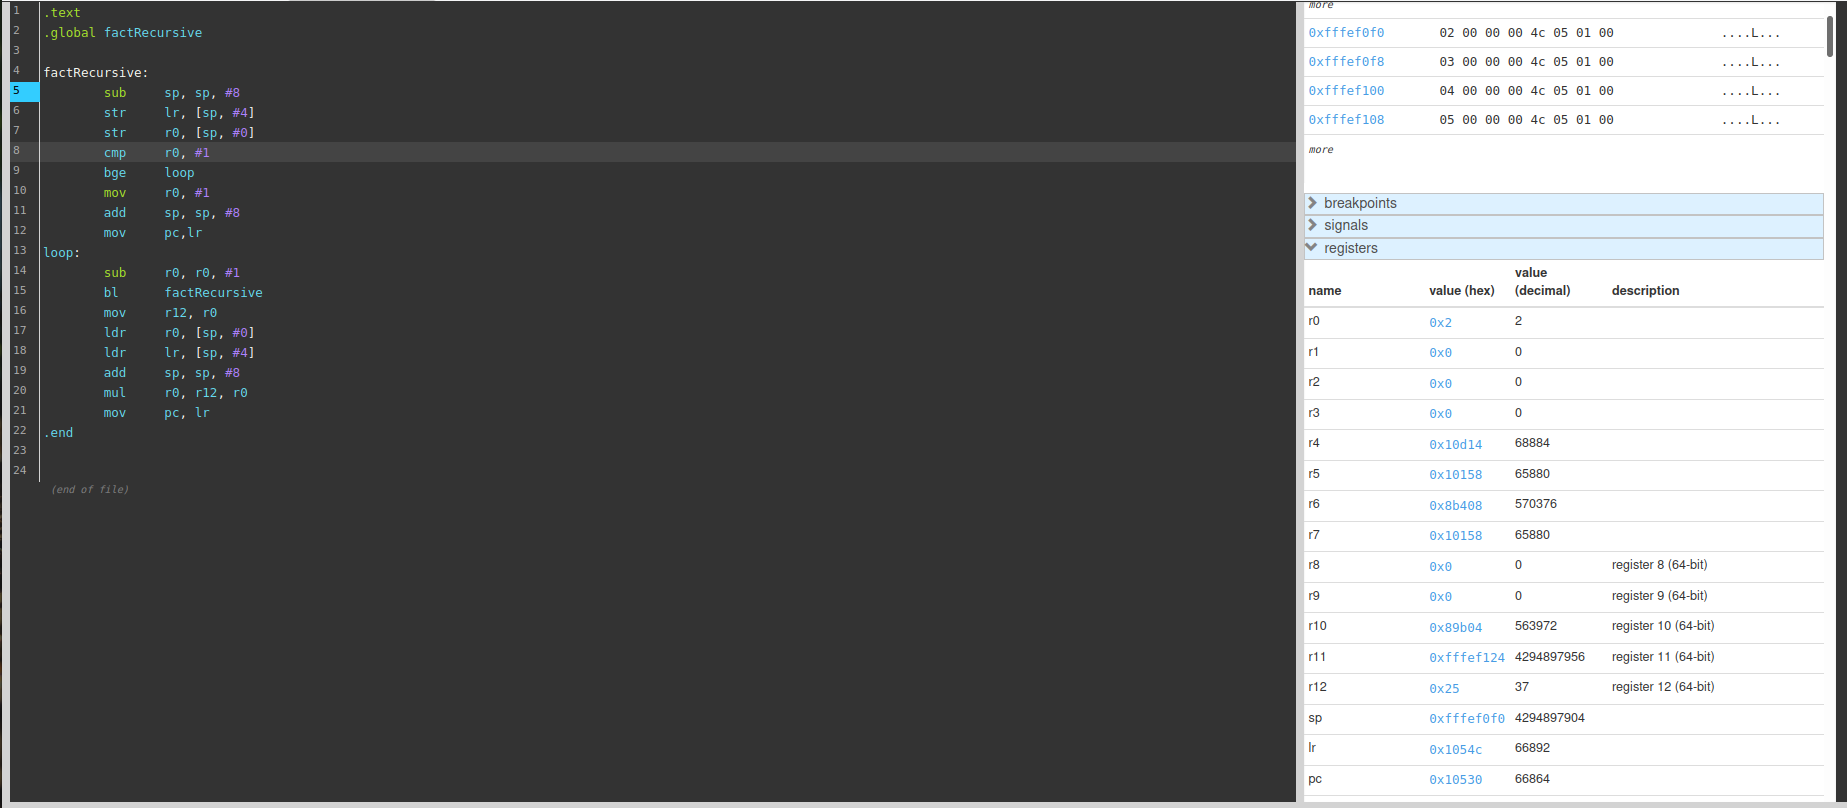 1 .text
2 .global factRecursive
3
4 factRecursive:
5 sub sp, sp, #8
6 str lr, [sp, #4]
7 str r0, [sp, #0]
8 cmp r0, #1
9 bge loop
10 mov r0, #1
11 add sp, sp, #8
12 mov pc,lr
13 loop:
14 sub r0, r0, #1
15 bl factRecursive
16 mov r12, r0
17 ldr r0, [sp, #0]
18 ldr lr, [sp, #4]
19 add sp, sp, #8
20 mul r0, r12, r0
21 mov pc, lr
22 .end
23
24
(end of file)
more
0xfffef0f0 02 00 00 00 4c 05 01 00 ....L...
0xfffef0f8 03 00 00 00 4c 05 01 00 ....L...
0xfffef100 04 00 00 00 4c 05 01 00 ....L...
0xfffef108 05 00 00 00 4c 05 01 00 ....L...
more
breakpoints
signals
registers
name value (hex) value (decimal) description
r0 0x2 2
r1 0x0 0
r2 0x0 0
r3 0x0 0
r4 0x10d14 68884
r5 0x10158 65880
r6 0x8b408 570376
r7 0x10158 65880
r8 0x0 0 register 8 (64-bit)
r9 0x0 0 register 9 (64-bit)
r10 0x89b04 563972 register 10 (64-bit)
r11 0xfffef124 4294897956 register 11 (64-bit)
r12 0x25 37 register 12 (64-bit)
sp 0xfffef0f0 4294897904
lr 0x1054c 66892
pc 0x10530 66864